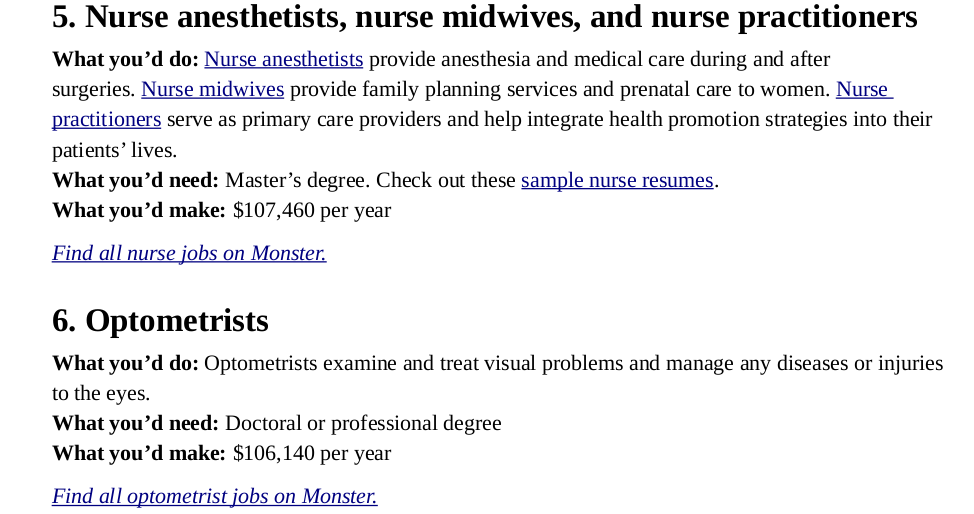 5. Nurse anesthetists, nurse midwives, and nurse practitioners
What you’d do: Nurse anesthetists provide anesthesia and medical care during and after
surgeries. Nurse midwives provide family planning services and prenatal care to women. Nurse
practitioners serve as primary care providers and help integrate health promotion strategies into their
patients’ lives.
What you’d need: Master’s degree. Check out these sample nurse resumes.
What you’d make: $107,460 per year
Find all nurse jobs on Monster.
6. Optometrists
What you’d do: Optometrists examine and treat visual problems and manage any diseases or injuries
to the eyes.
What you’d need: Doctoral or professional degree
What you’d make: $106,140 per year
Find all optometrist jobs on Monster.